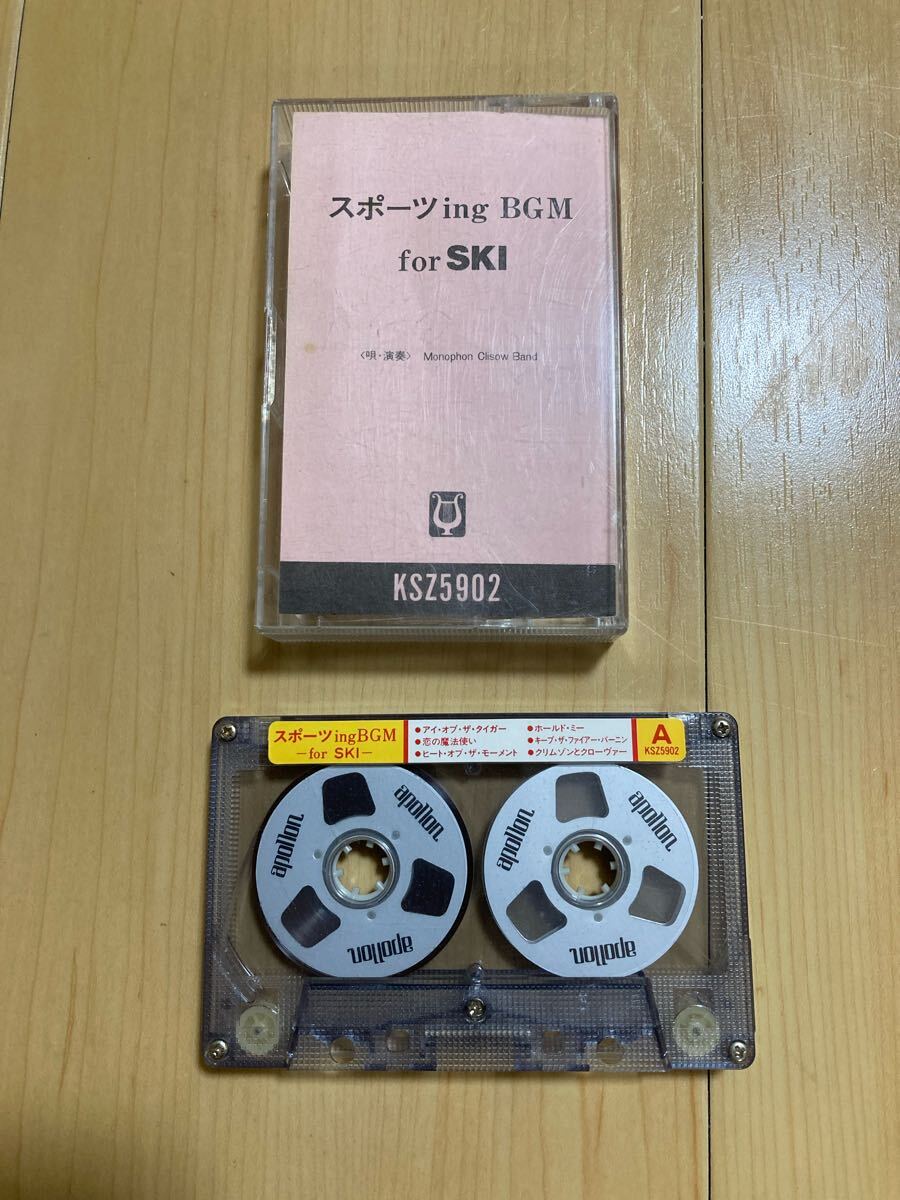 スポーツing BGM
for SKI
〈唄・演奏〉 Monophon Clisow Band
KSZ5902
スポーツingBGM
−for SKI−
●アイ・オブ・ザ・タイガー
●恋の魔法使い
●ヒート・オブ・ザ・モーメント
●ホールド・ミー
●キープ・ザ・ファイアー・バーニン
●クリムゾンとクローヴァー
A
KSZ5902
apollon
apollon
apollon
apollon
apollon
apollon